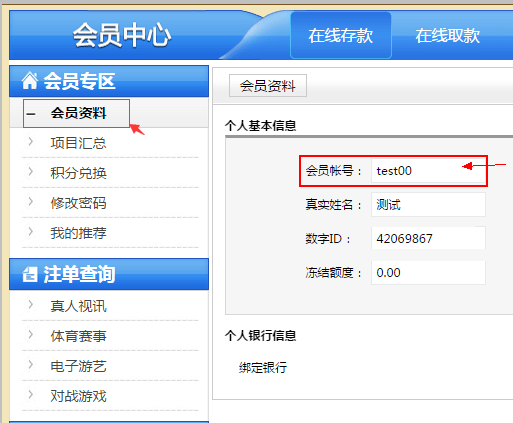 会员中心
在线存款
在线取款
会员专区
会员资料
项目汇总
积分兑换
修改密码
我的推荐
注单查询
真人视讯
体育赛事
电子游艺
对战游戏
会员资料
个人基本信息
会员帐号： test00
真实姓名： 测试
数字ID： 42069867
冻结额度： 0.00
个人银行信息
绑定银行